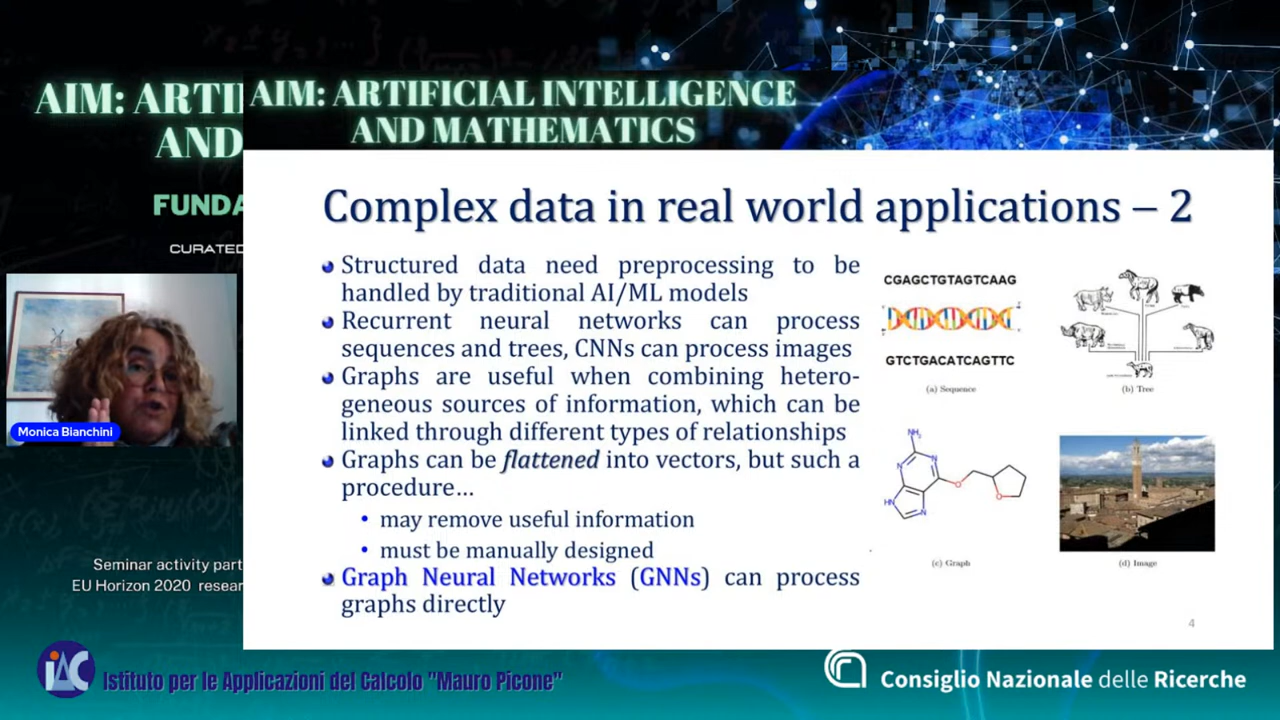 AIM: ARTI
AND
FUNDA
CURATED
Monica Bianchini
Seminar activity part
EU Horizon 2020 resear
AIM: ARTIFICIAL INTELLIGENCE
AND MATHEMATICS
Complex data in real world applications – 2
Structured data need preprocessing to be
handled by traditional AI/ML models
Recurrent neural networks can process
sequences and trees, CNNs can process images
Graphs are useful when combining hetero-
geneous sources of information, which can be
linked through different types of relationships
Graphs can be flattened into vectors, but such a
procedure…
• may remove useful information
• must be manually designed
Graph Neural Networks (GNNs) can process
graphs directly
CGAGCTGTAGTCAAG
GTCTGACATCAGTTC
(a) Sequence
(b) Tree
NH₂
N
N
N
HN
N
O
O
(c) Graph
(d) Image
4
IAC
Istituto per le Applicazioni del Calcolo "Mauro Picone"
Consiglio Nazionale delle Ricerche